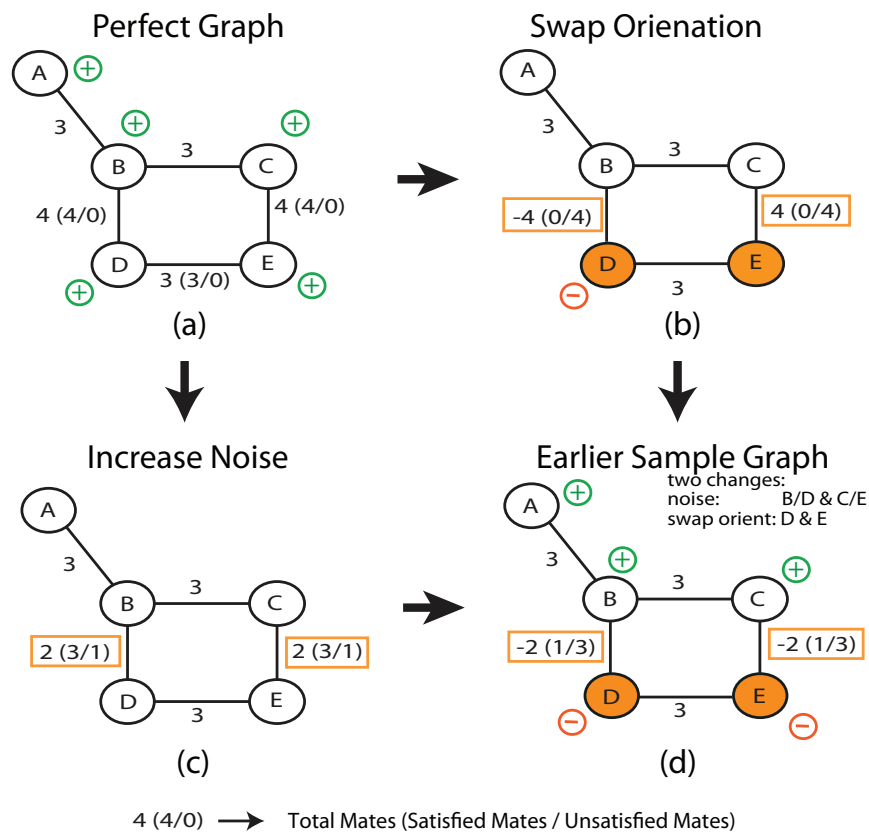 Perfect Graph
Swap Orienation
A
+
3
B
+
3
C
+
4 (4/0)
4 (4/0)
D
+
3 (3/0)
E
+
(a)
A
3
B
3
C
-4 (0/4)
4 (0/4)
D
−
3
E
(b)
Increase Noise
Earlier Sample Graph
two changes:
noise: B/D & C/E
swap orient: D & E
A
3
B
3
C
2 (3/1)
2 (3/1)
D
3
E
(c)
A
+
3
B
+
3
C
+
-2 (1/3)
-2 (1/3)
D
−
3
E
−
(d)
4 (4/0) → Total Mates (Satisfied Mates / Unsatisfied Mates)